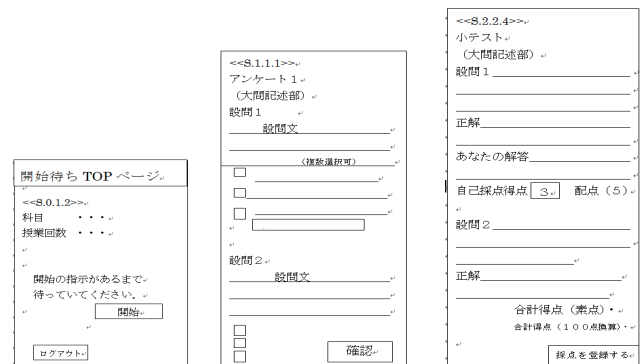 開始待ち TOP ページ
<<S.0.1.2>>
科目 ・・・
授業回数 ・・・
開始の指示があるまで
待っていてください。
開始
ログアウト
<<S.1.1.1>>
アンケート1
(大問記述部)
設問1
設問文
(複数選択可)
設問2
設問文
確認
<<S.2.2.4>>
小テスト
(大問記述部)
設問1
正解
あなたの解答
自己採点得点 3 配点(5)
設問2
正解
合計得点(素点)・
合計得点(100点換算)・
採点を登録する